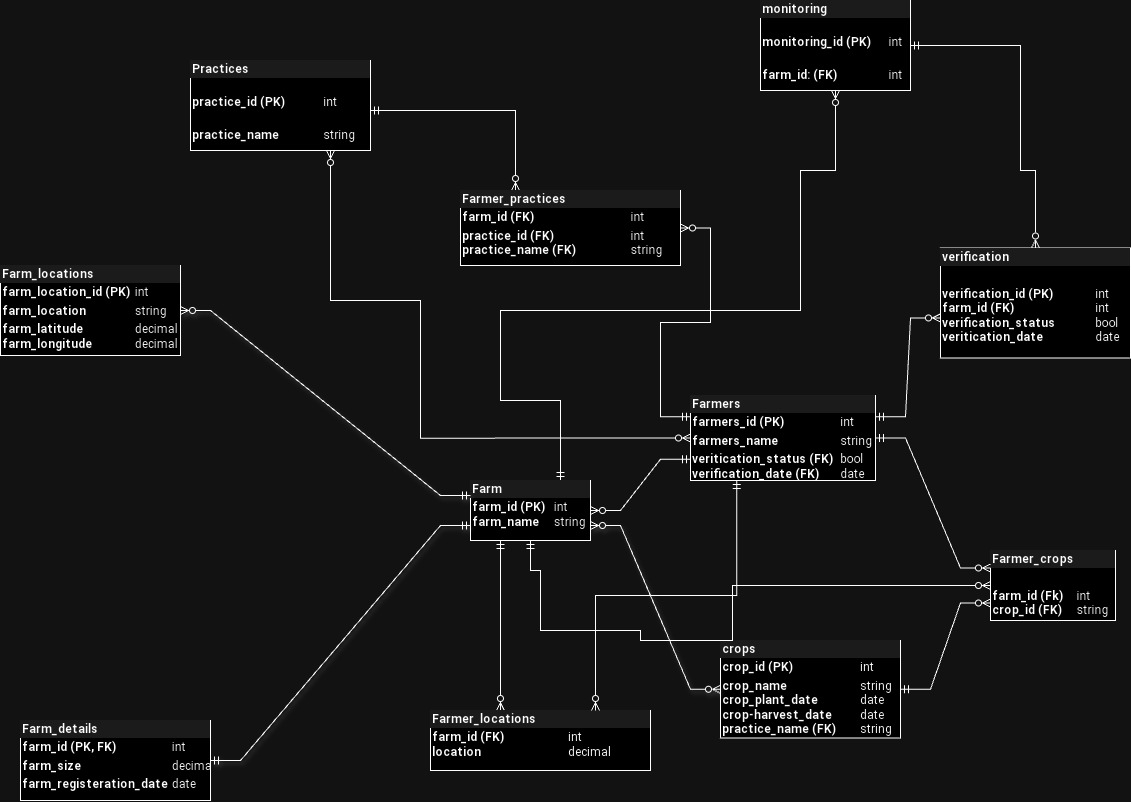 monitoring
monitoring_id (PK) int
farm_id: (FK) int
Practices
practice_id (PK) int
practice_name string
Farmer_practices
farm_id (FK) int
practice_id (FK) int
practice_name (FK) string
verification
verification_id (PK) int
farm_id (FK) int
verification_status bool
veritication_date date
Farm_locations
farm_location_id (PK) int
farm_location string
farm_latitude decimal
farm_longitude decimal
Farmers
farmers_id (PK) int
farmers_name string
veritication_status (FK) bool
verification_date (FK) date
Farm
farm_id (PK) int
farm_name string
Farmer_crops
farm_id (Fk) int
crop_id (FK) string
crops
crop_id (PK) int
crop_name string
crop_plant_date date
crop-harvest_date date
practice_name (FK) string
Farmer_locations
farm_id (FK) int
location decimal
Farm_details
farm_id (PK, FK) int
farm_size decima
farm_registeration_date date